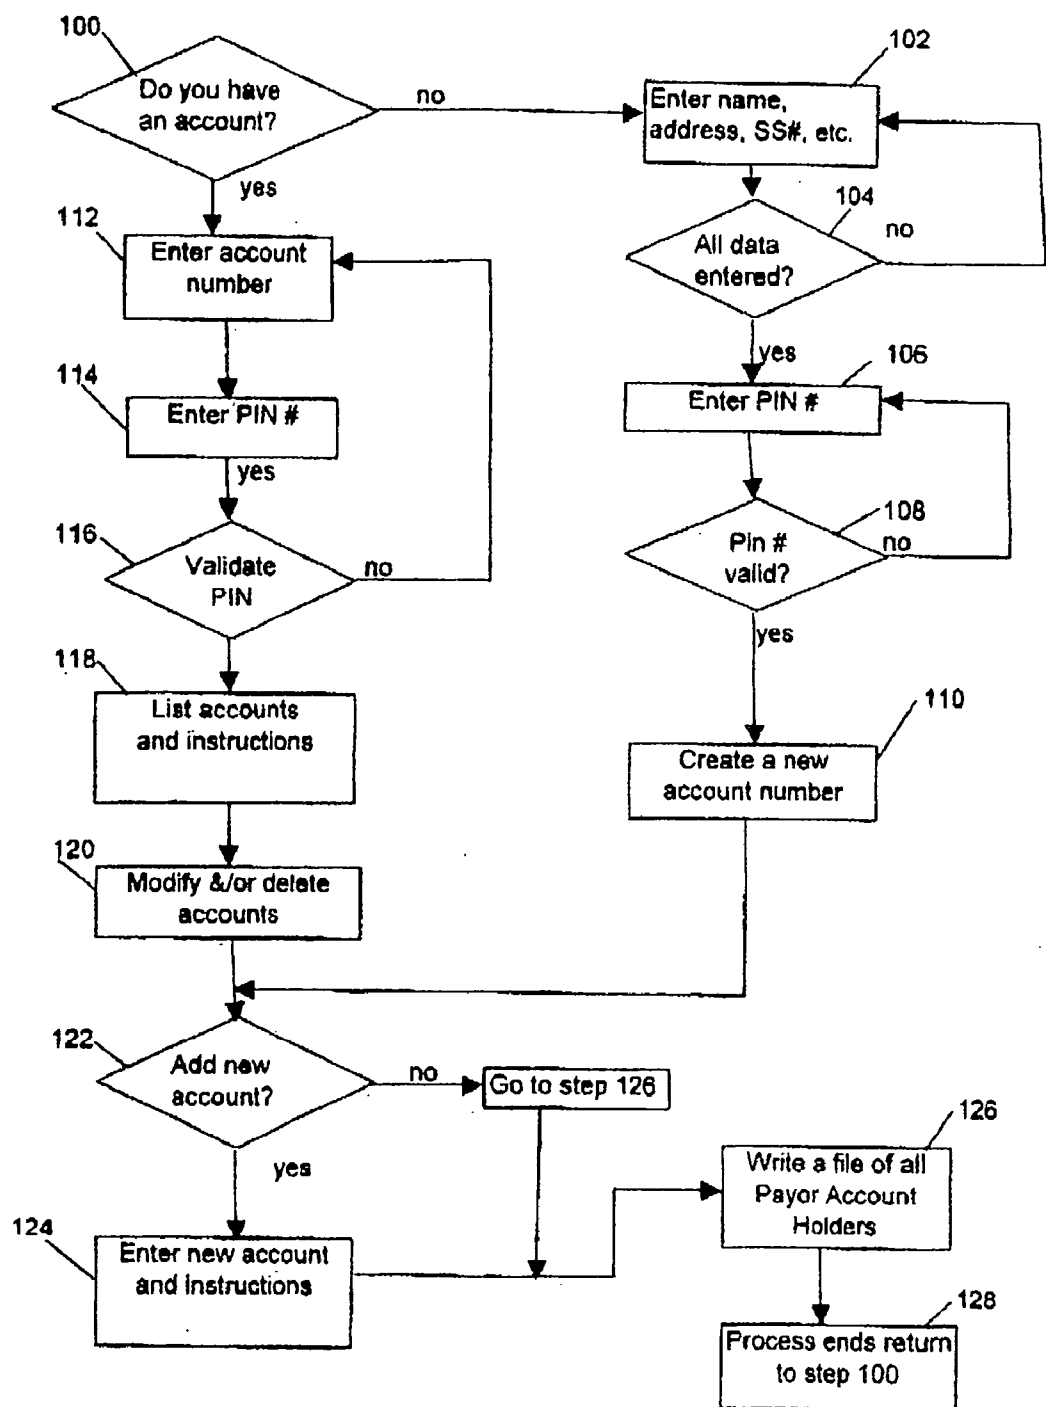 100
Do you have
an account?
no
yes
102
Enter name,
address, SS#, etc.
104
All data
entered?
no
yes
106
Enter PIN #
108
Pin #
valid?
no
yes
110
Create a new
account number
112
Enter account
number
114
Enter PIN #
yes
116
Validate
PIN
no
118
List accounts
and instructions
120
Modify &/or delete
accounts
122
Add new
account?
no
Go to step 126
yes
124
Enter new account
and Instructions
126
Write a file of all
Payor Account
Holders
128
Process ends return
to step 100